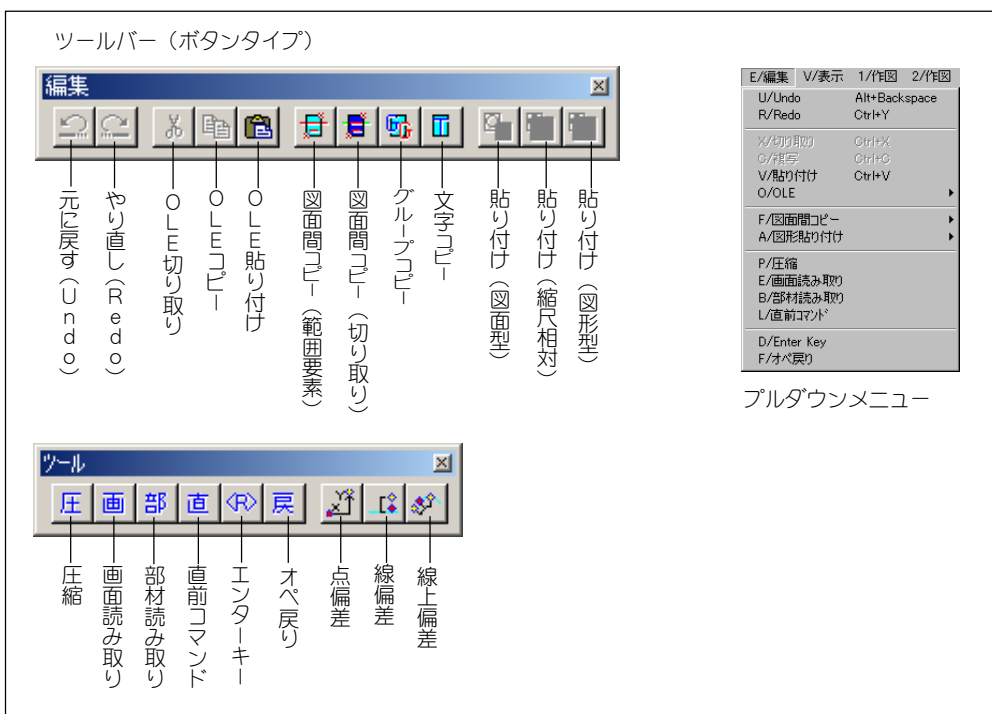 ツールバー（ボタンタイプ）
編集
元に戻す（Undo）
やり直し（Redo）
OLE切り取り
OLEコピー
OLE貼り付け
図面間コピー（範囲要素）
図面間コピー（切り取り）
グループコピー
文字コピー
貼り付け（図面型）
貼り付け（縮尺相対）
貼り付け（図形型）
E/編集 V/表示 1/作図 2/作図
U/Undo Alt+Backspace
R/Redo Ctrl+Y
X/切り取り Ctrl+X
C/複写 Ctrl+C
V/貼り付け Ctrl+V
O/OLE
F/図面間コピー
A/図形貼り付け
P/圧縮
E/画面読み取り
B/部材読み取り
L/直前コマンド
D/Enter Key
F/オペ戻り
プルダウンメニュー
ツール
圧 画 部 直 <R> 戻
圧縮
画面読み取り
部材読み取り
直前コマンド
エンターキー
オペ戻り
点偏差
線偏差
線上偏差